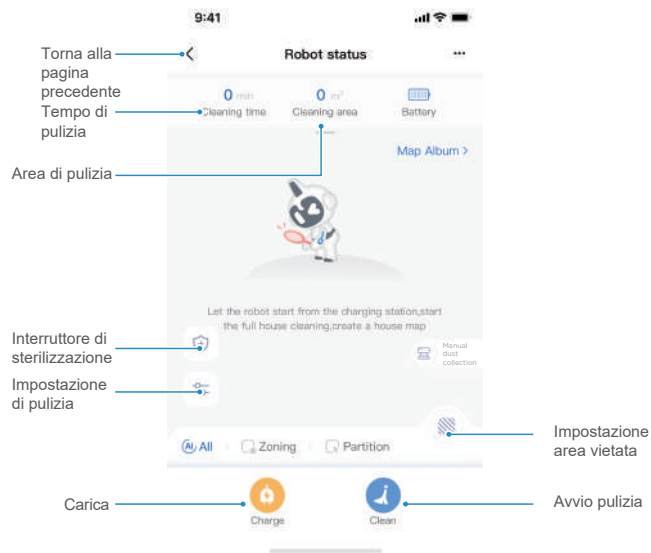 9:41
Torna alla
pagina
precedente
Robot status
Tempo di
pulizia
0 min
0 m²
Cleaning time
Cleaning area
Battery
Area di pulizia
Map Album >
Let the robot start from the charging station,start
the full house cleaning,create a house map
Interruttore di
sterilizzazione
Manual
dust
collection
Impostazione
di pulizia
Impostazione
area vietata
AI All
Zoning
Partition
Carica
Avvio pulizia
Charge
Clean